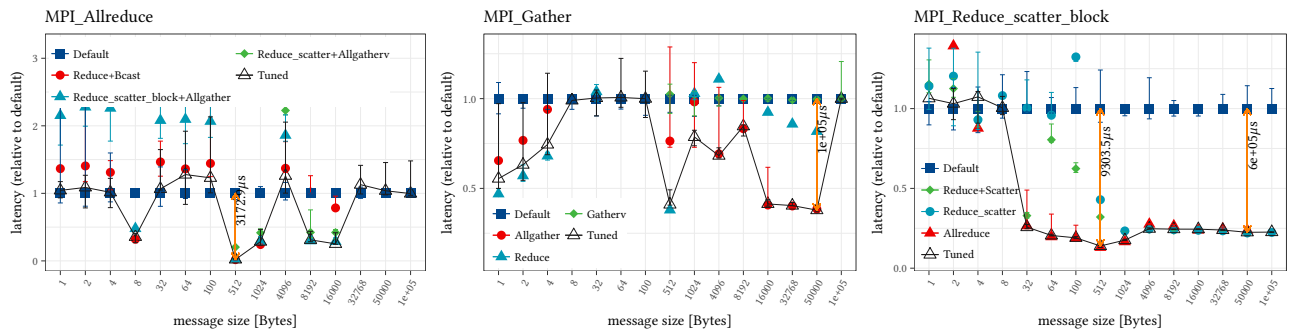 MPI_Allreduce
latency (relative to default)
3
2
1
0
Default
Reduce_scatter+Allgatherv
Reduce+Bcast
Tuned
Reduce_scatter_block+Allgather
3172.9μs
1
2
4
8
32
64
100
512
1024
4096
8192
16000
32768
50000
1e+05
message size [Bytes]
MPI_Gather
latency (relative to default)
1.0
0.5
Default
Gatherv
Allgather
Tuned
Reduce
1e+05μs
1
2
4
8
32
64
100
512
1024
4096
8192
16000
32768
50000
1e+05
message size [Bytes]
MPI_Reduce_scatter_block
latency (relative to default)
1.0
0.5
0.0
Default
Reduce+Scatter
Reduce_scatter
Allreduce
Tuned
9303.5μs
6e+05μs
1
2
4
8
32
64
100
512
1024
4096
8192
16000
32768
50000
1e+05
message size [Bytes]